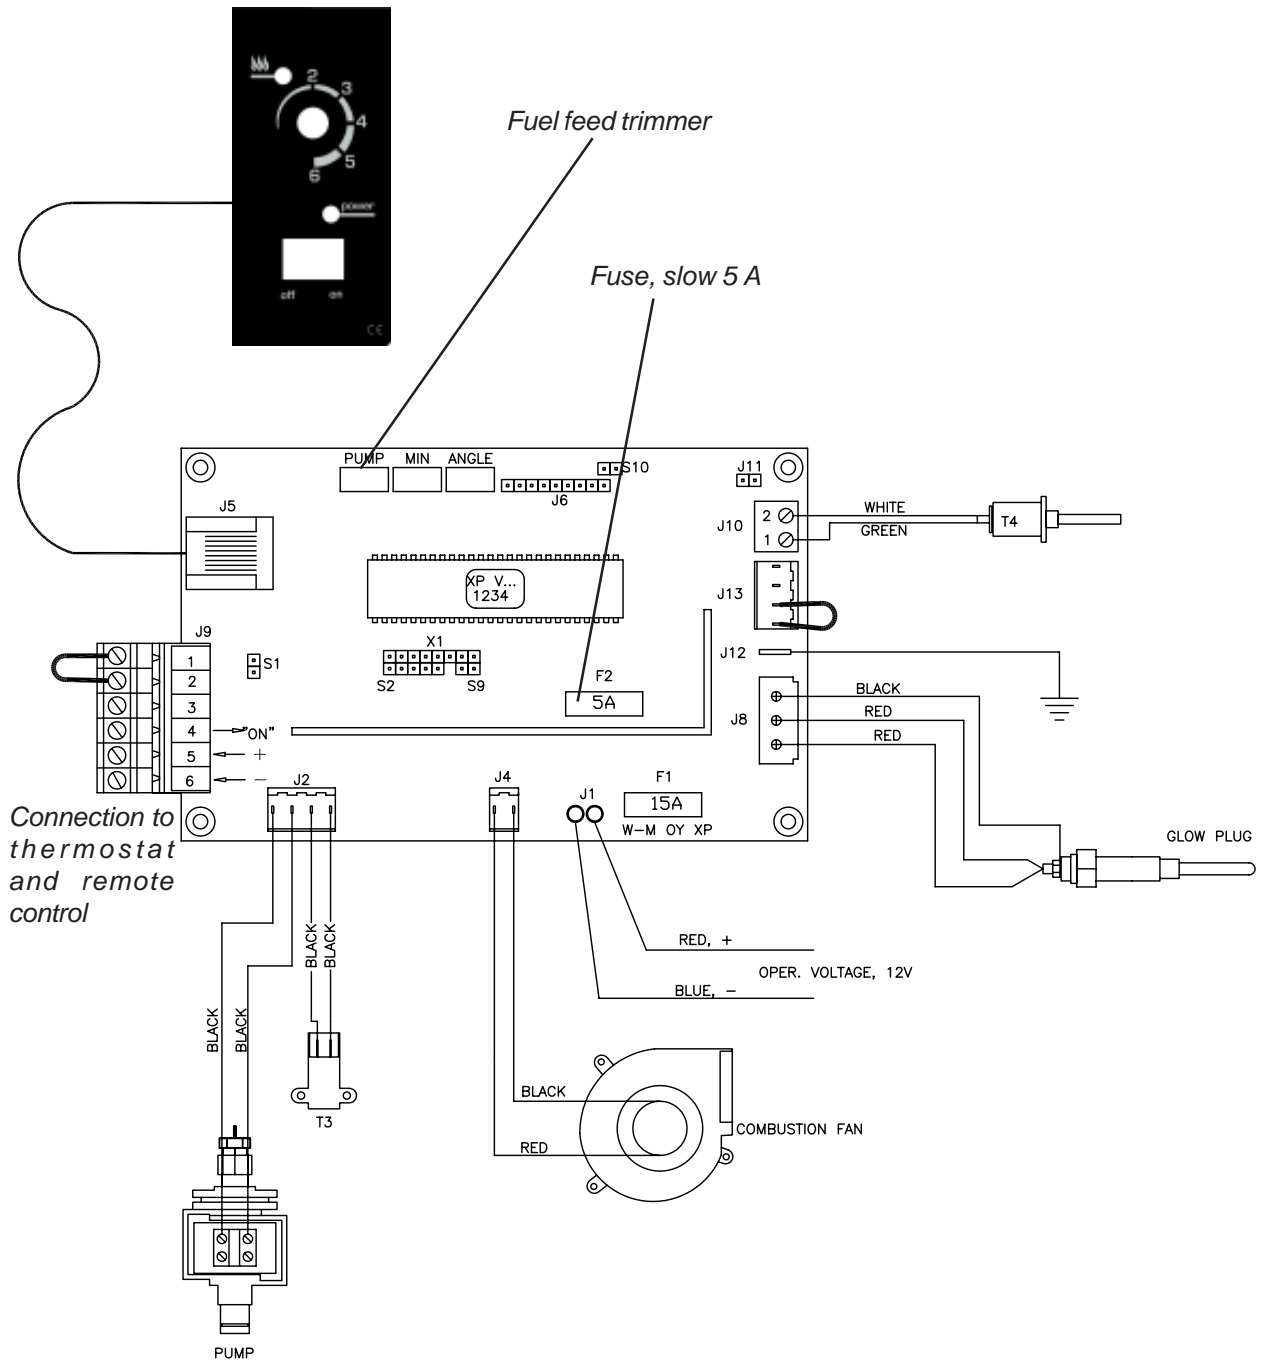 2
3
4
5
6
power
off on
CE
Fuel feed trimmer
Fuse, slow 5 A
PUMP MIN ANGLE
S10
J6
J11
J5
J10
2
1
WHITE
GREEN
T4
XP V...
1234
J13
J9
1
2
3
4
5
6
"ON"
+
–
S1
X1
S2 S9
F2
5A
J12
J8
BLACK
RED
RED
J2
J4
J1
F1
15A
W-M OY XP
GLOW PLUG
Connection to
thermostat
and remote
control
BLACK
BLACK
BLACK
BLACK
RED, +
OPER. VOLTAGE, 12V
BLUE, –
T3
BLACK
RED
COMBUSTION FAN
PUMP